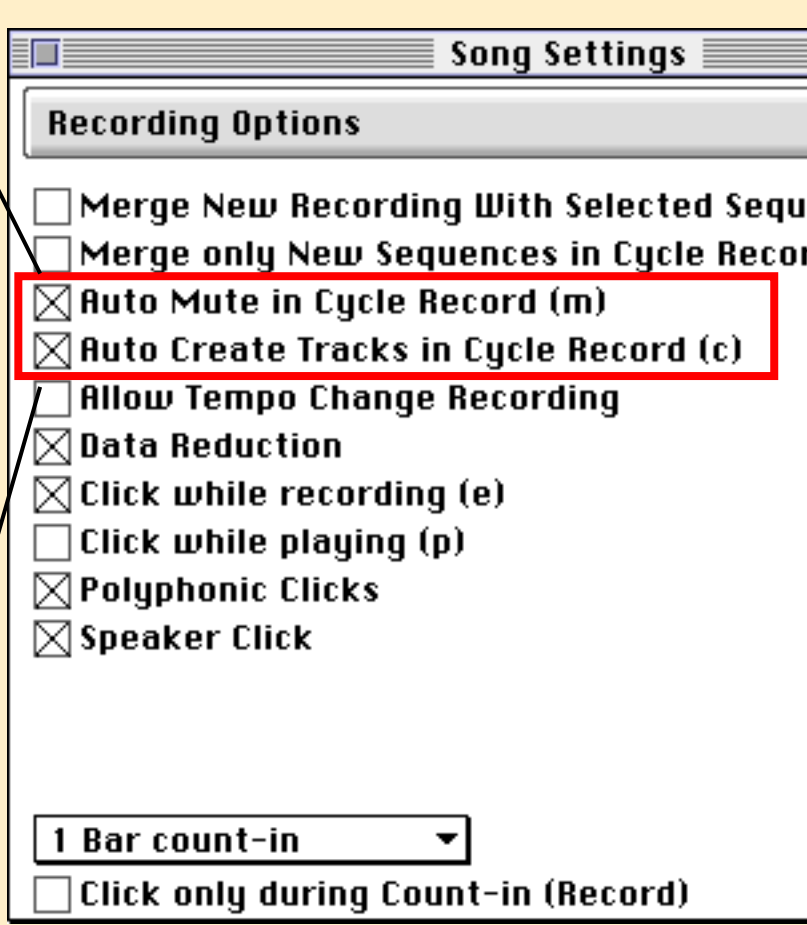 Song Settings
Recording Options
Merge New Recording With Selected Sequ
Merge only New Sequences in Cycle Recor
Auto Mute in Cycle Record (m)
Auto Create Tracks in Cycle Record (c)
Allow Tempo Change Recording
Data Reduction
Click while recording (e)
Click while playing (p)
Polyphonic Clicks
Speaker Click
1 Bar count-in
Click only during Count-in (Record)